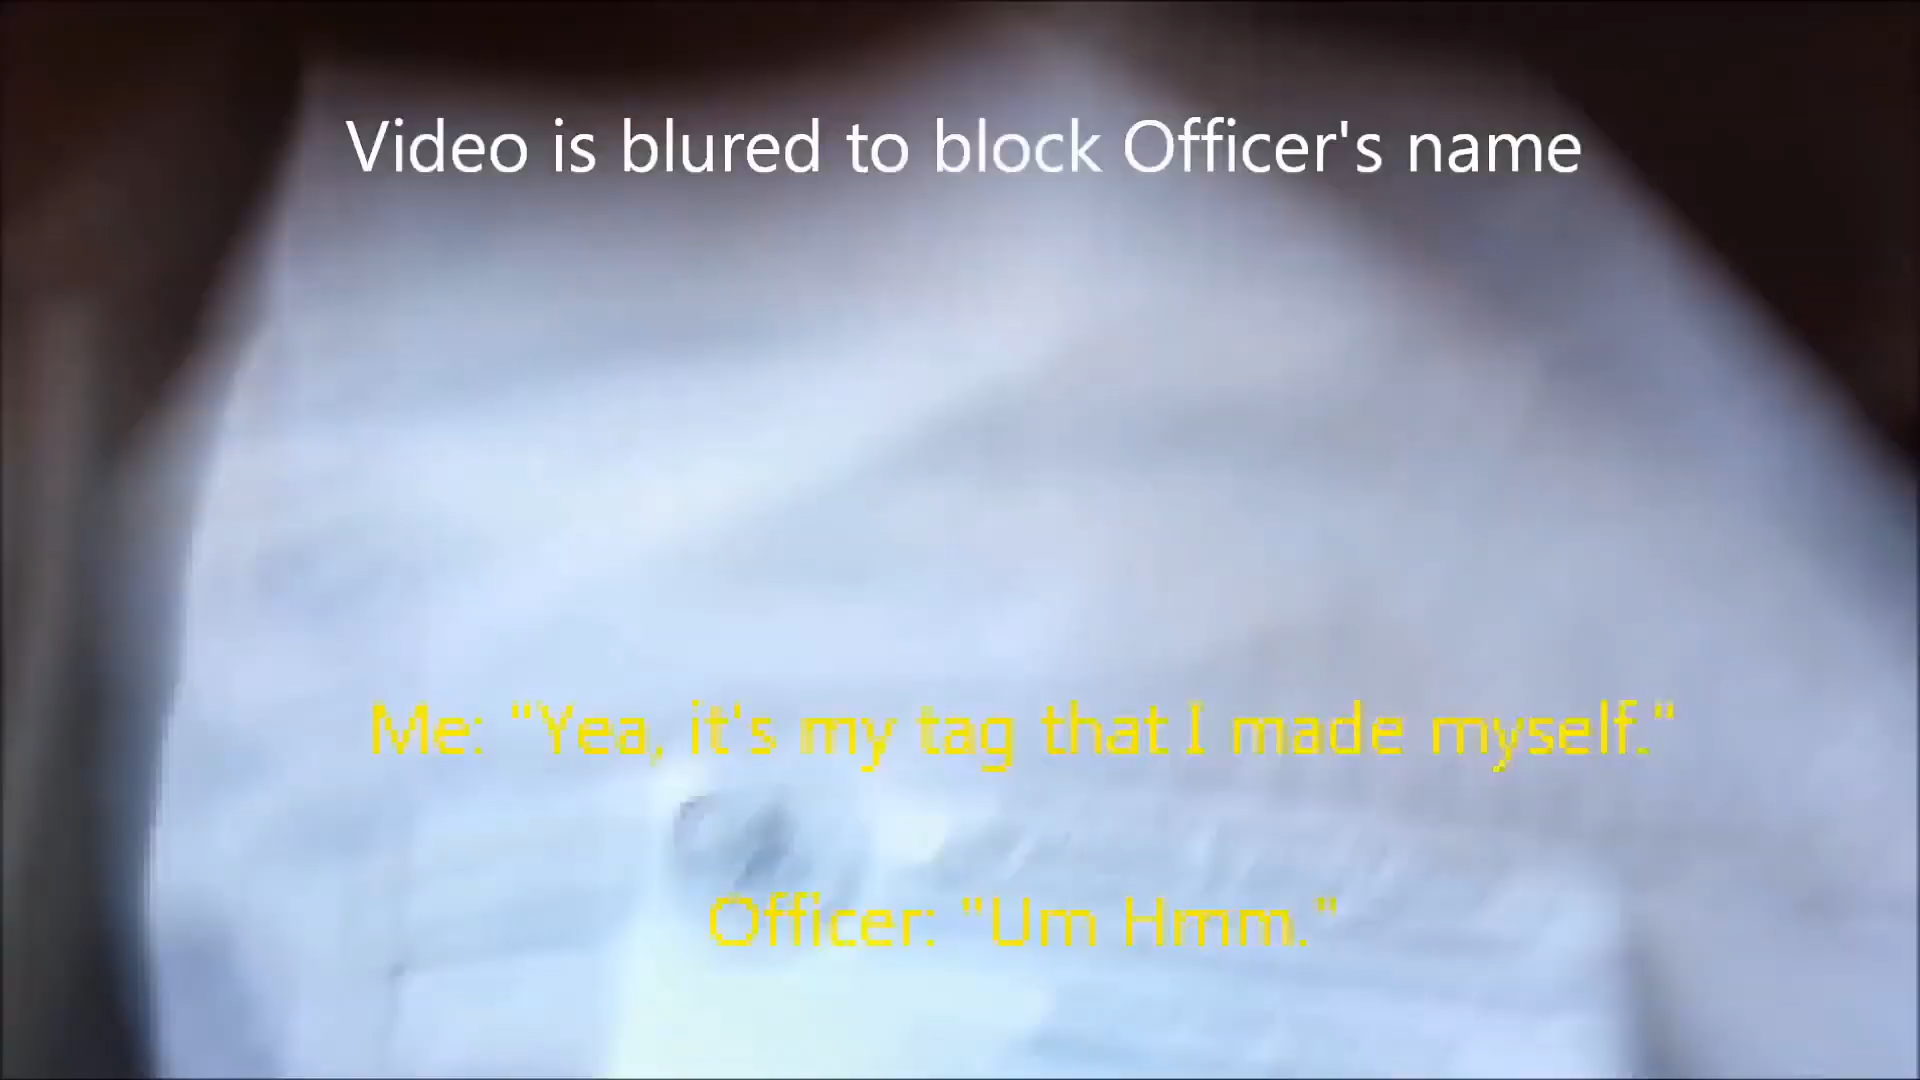 Video is blured to block Officer's name
Me: "Yea, it's my tag that I made myself."
Officer: "Um Hmm."